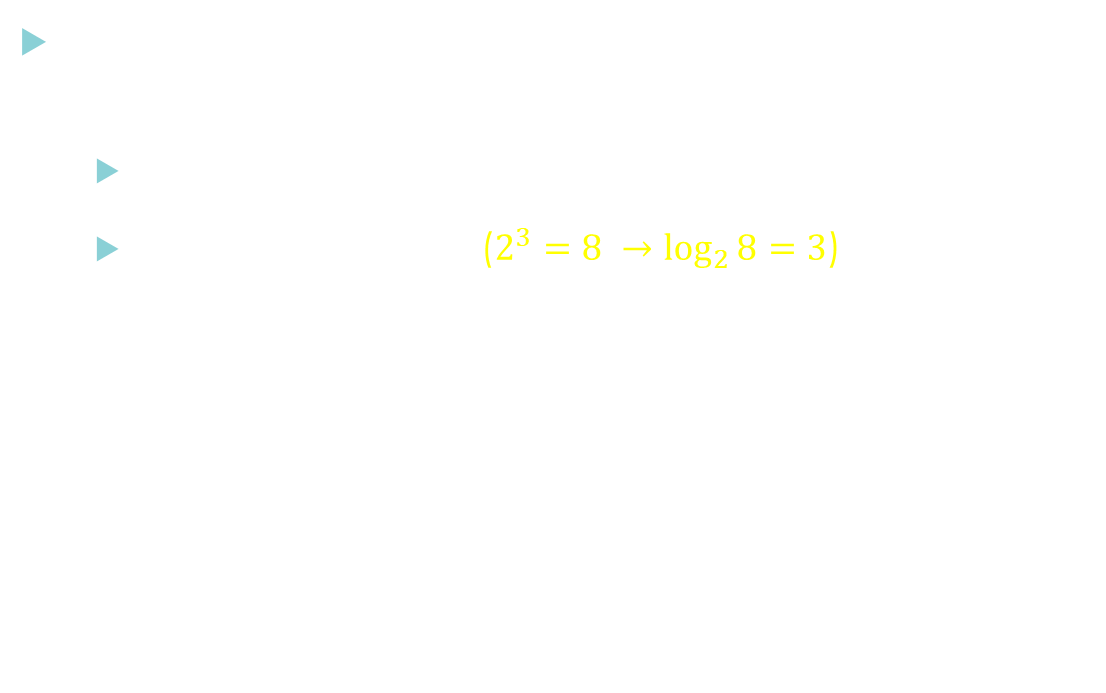 (2³ = 8 → log₂ 8 = 3)